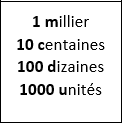 1 millier
10 centaines
100 dizaines
1000 unités